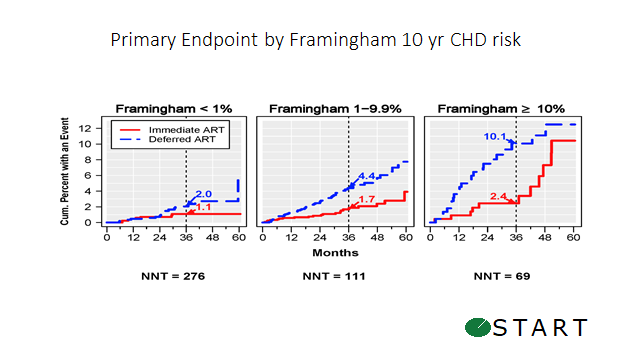 Primary Endpoint by Framingham 10 yr CHD risk
Framingham < 1%
Framingham 1−9.9%
Framingham ≥ 10%
Cum. Percent with an Event
12
10
8
6
4
2
0
Immediate ART
Deferred ART
2.0
1.1
4.4
1.7
10.1
2.4
0 12 24 36 48 60
0 12 24 36 48 60
0 12 24 36 48 60
Months
NNT = 276
NNT = 111
NNT = 69
START